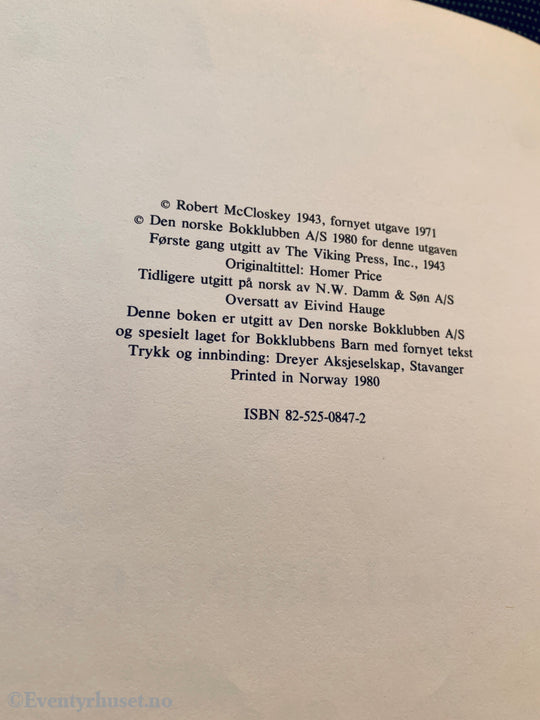 © Robert McCloskey 1943, fornyet utgave 1971
© Den norske Bokklubben A/S 1980 for denne utgaven
Første gang utgitt av The Viking Press, Inc., 1943
Originaltittel: Homer Price
Tidligere utgitt på norsk av N.W. Damm & Søn A/S
Oversatt av Eivind Hauge
Denne boken er utgitt av Den norske Bokklubben A/S
og spesielt laget for Bokklubbens Barn med fornyet tekst
Trykk og innbinding: Dreyer Aksjeselskap, Stavanger
Printed in Norway 1980
ISBN 82-525-0847-2
©Eventyrhuset.no